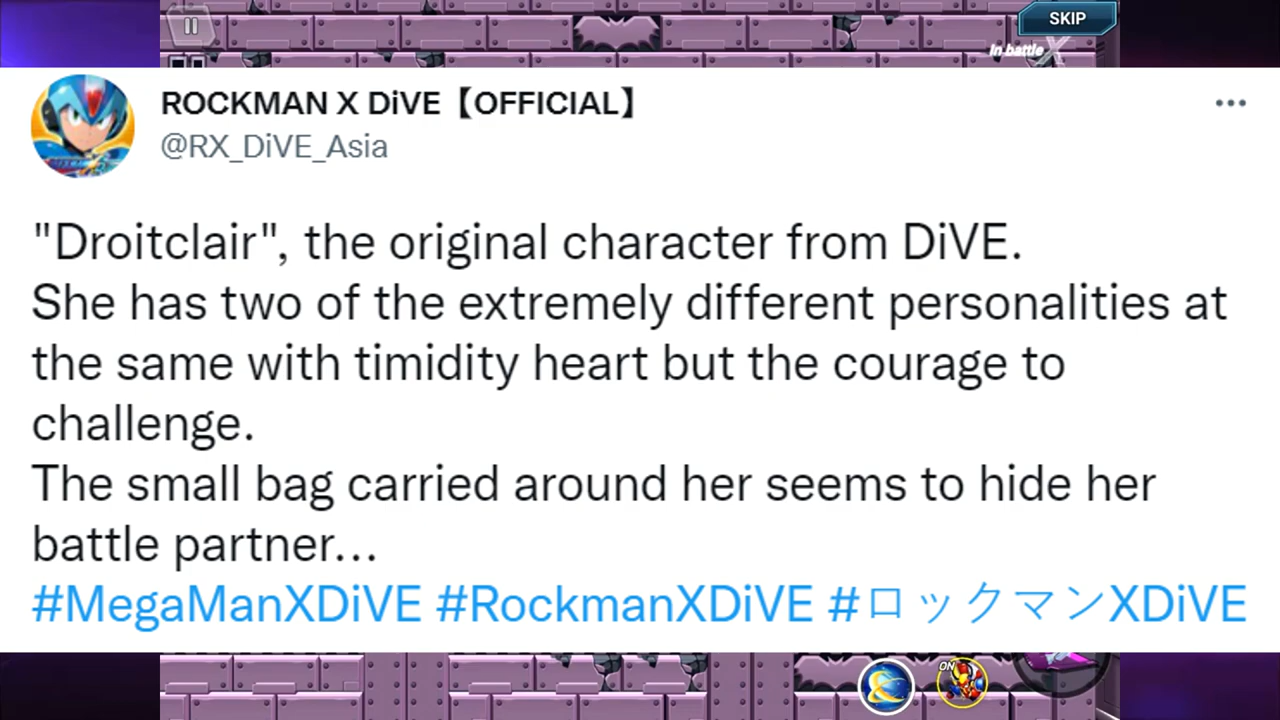 SKIP
In battle
ROCKMAN X DiVE【OFFICIAL】
@RX_DiVE_Asia
"Droitclair", the original character from DiVE.
She has two of the extremely different personalities at
the same with timidity heart but the courage to
challenge.
The small bag carried around her seems to hide her
battle partner...
#MegaManXDiVE #RockmanXDiVE #ロックマンXDiVE
ON